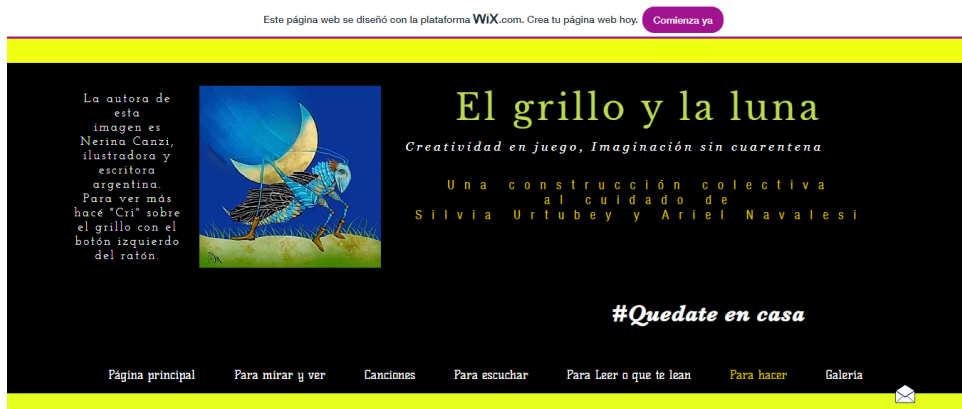 Este página web se diseñó con la plataforma WiX.com. Crea tu página web hoy. Comienza ya
La autora de
esta
imagen es
Nerina Canzi,
ilustradora y
escritora
argentina.
Para ver más
hacé "Cri" sobre
el grillo con el
botón izquierdo
del ratón.
El grillo y la luna
Creatividad en juego, Imaginación sin cuarentena
Una construcción colectiva
al cuidado de
Silvia Urtubey y Ariel Navalesi
#Quedate en casa
Página principal Para mirar y ver Canciones Para escuchar Para Leer o que te lean Para hacer Galería